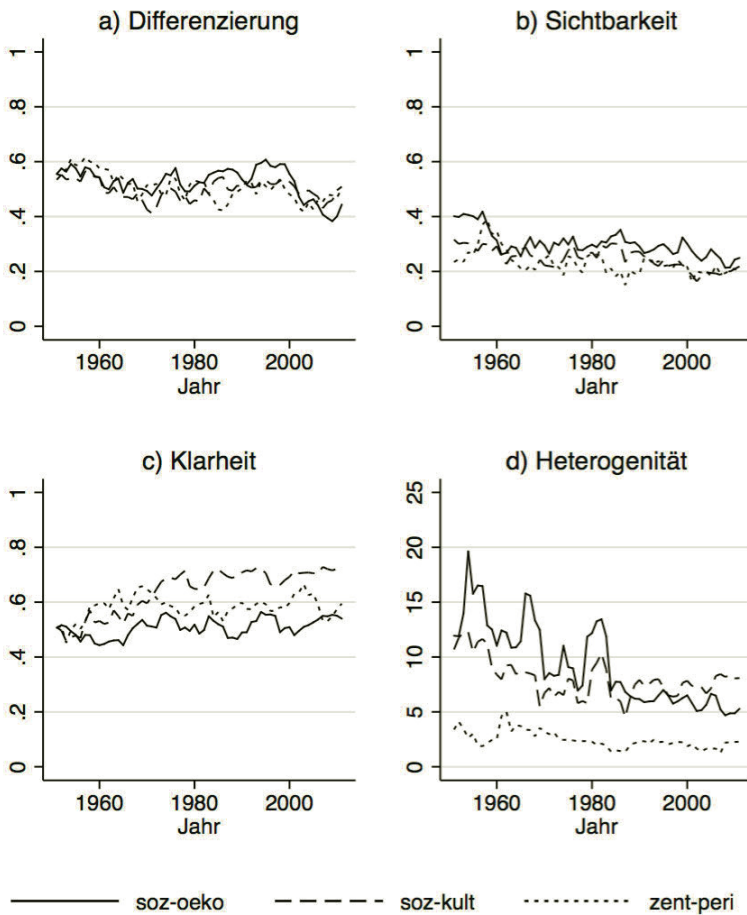 a) Differenzierung
1
.8
.6
.4
.2
0
1960 1980 2000
Jahr
b) Sichtbarkeit
1
.8
.6
.4
.2
0
1960 1980 2000
Jahr
c) Klarheit
1
.8
.6
.4
.2
0
1960 1980 2000
Jahr
d) Heterogenität
25
20
15
10
5
0
1960 1980 2000
Jahr
soz-oeko soz-kult zent-peri